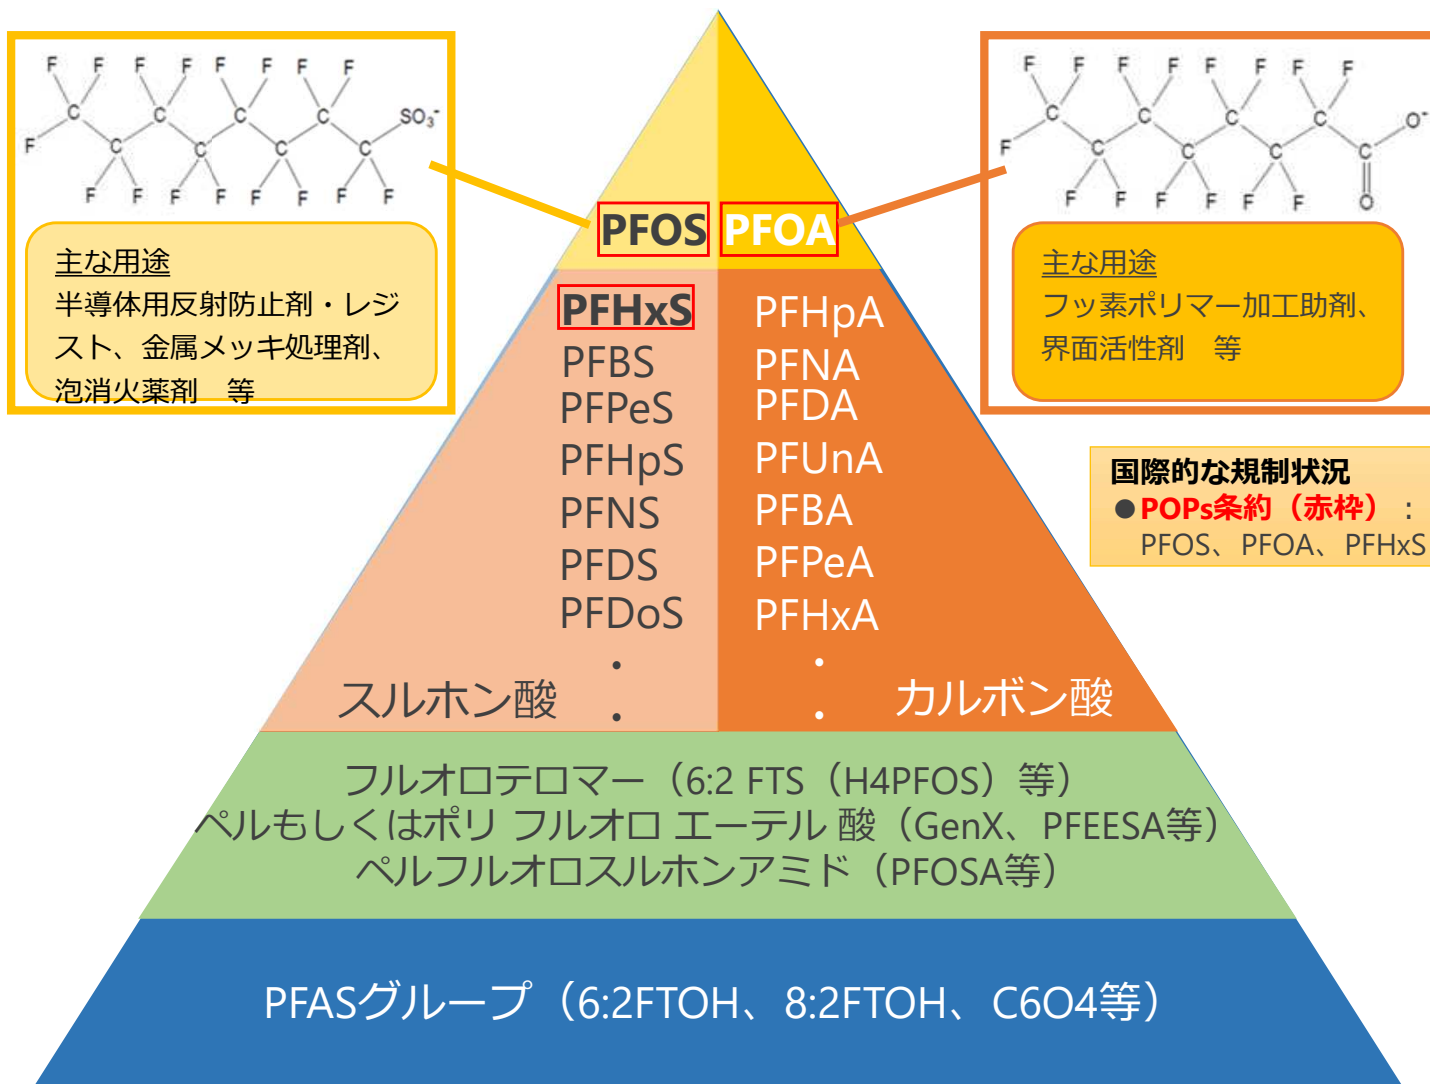 F F F F F F F F
C C C C SO₃⁻
F C C C C
F F F F F F F F
主な用途
半導体用反射防止剤・レジ
スト、金属メッキ処理剤、
泡消火薬剤　等
F F F F F F F F
C C C C O⁻
F C C C C
F F F F F F O
主な用途
フッ素ポリマー加工助剤、
界面活性剤　等
PFOS PFOA
PFHxS
PFBS
PFPeS
PFHpS
PFNS
PFDS
PFDoS
・
・
スルホン酸
PFHpA
PFNA
PFDA
PFUnA
PFBA
PFPeA
PFHxA
・
・
カルボン酸
国際的な規制状況
●POPs条約（赤枠）：
PFOS、PFOA、PFHxS
フルオロテロマー（6:2 FTS（H4PFOS）等）
ペルもしくはポリ フルオロ エーテル 酸（GenX、PFEESA等）
ペルフルオロスルホンアミド（PFOSA等）
PFASグループ（6:2FTOH、8:2FTOH、C6O4等）